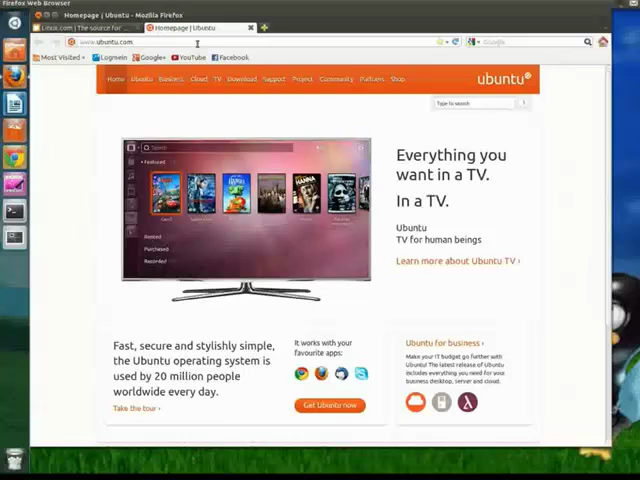 Firefox Web Browser
Homepage | Ubuntu - Mozilla Firefox
Linux.com | The source for
Homepage | Ubuntu
www.ubuntu.com
Google
Most Visited
Logmein
Google+
YouTube
Facebook
Home Ubuntu Business Cloud TV Download Support Project Community Partners Shop
ubuntu
Type to search
Search
Featured
Rented
Purchased
Recorded
Everything you
want in a TV.
In a TV.
Ubuntu
TV for human beings
Learn more about Ubuntu TV ›
Fast, secure and stylishly simple,
the Ubuntu operating system is
used by 20 million people
worldwide every day.
Take the tour ›
It works with your
favourite apps:
Get Ubuntu now
Ubuntu for business ›
Make your IT budget go further with
Ubuntu! The latest release of Ubuntu
includes everything you need for your
business desktop, server and cloud.